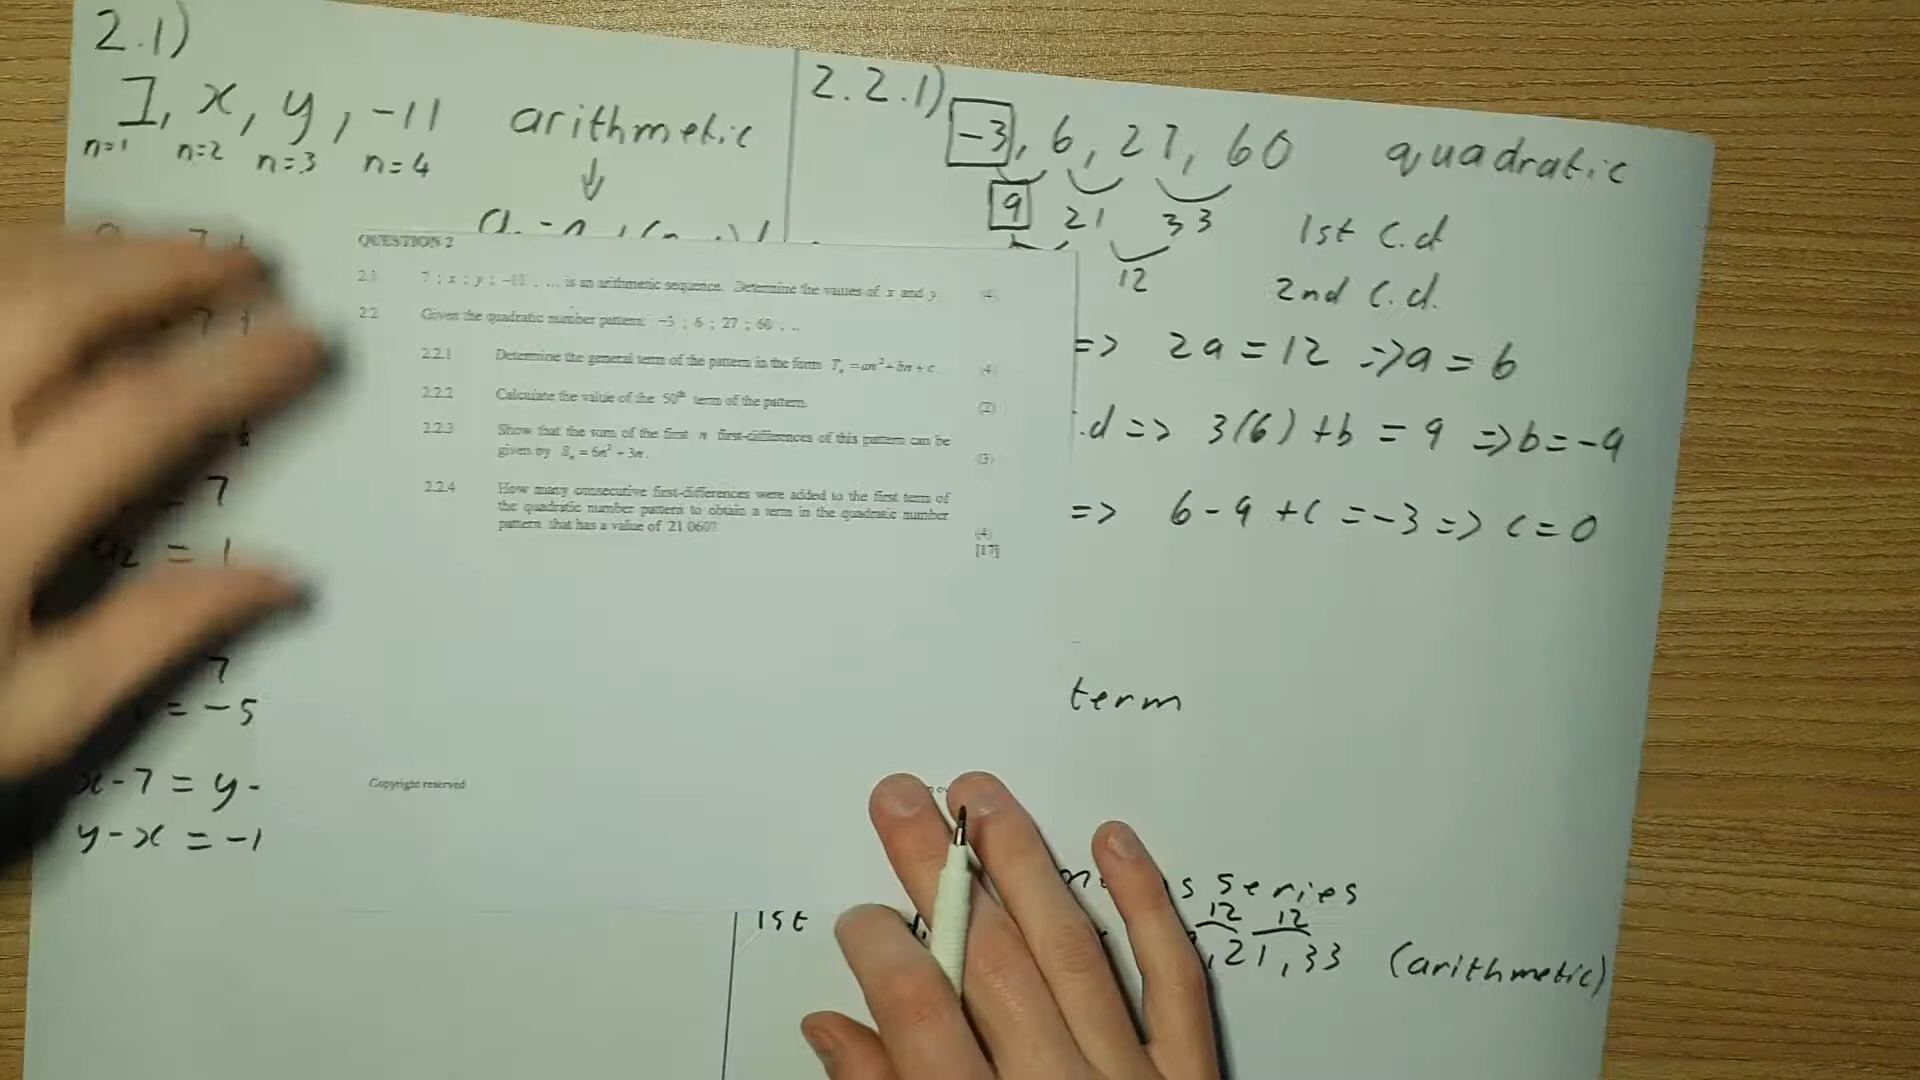 2.1)
7, x, y, -11 arithmetic
n=1 n=2 n=3 n=4
↓
= 7
= 1
7
= -5
x-7 = y-
y-x = -1
2.2.1) -3, 6, 27, 60 quadratic
9 21 33 1st c.d
12 2nd c.d.
=> 2a = 12 => a = 6
.d => 3(6) + b = 9 => b = -9
=> 6 - 9 + c = -3 => c = 0
term
s series
12 12
, 21, 33 (arithmetic)
1st
QUESTION 2
2.1 7 ; x ; y ; -11 ; ... is an arithmetic sequence. Determine the values of x and y. (4)
2.2 Given the quadratic number pattern: -3 ; 6 ; 27 ; 60 ; ...
2.2.1 Determine the general term of the pattern in the form Tₙ = an² + bn + c. (4)
2.2.2 Calculate the value of the 50th term of the pattern. (2)
2.2.3 Show that the sum of the first n first-differences of this pattern can be
given by Sₙ = 6n² + 3n. (3)
2.2.4 How many consecutive first-differences were added to the first term of
the quadratic number pattern to obtain a term in the quadratic number
pattern that has a value of 21 060? (4)
[17]
Copyright reserved